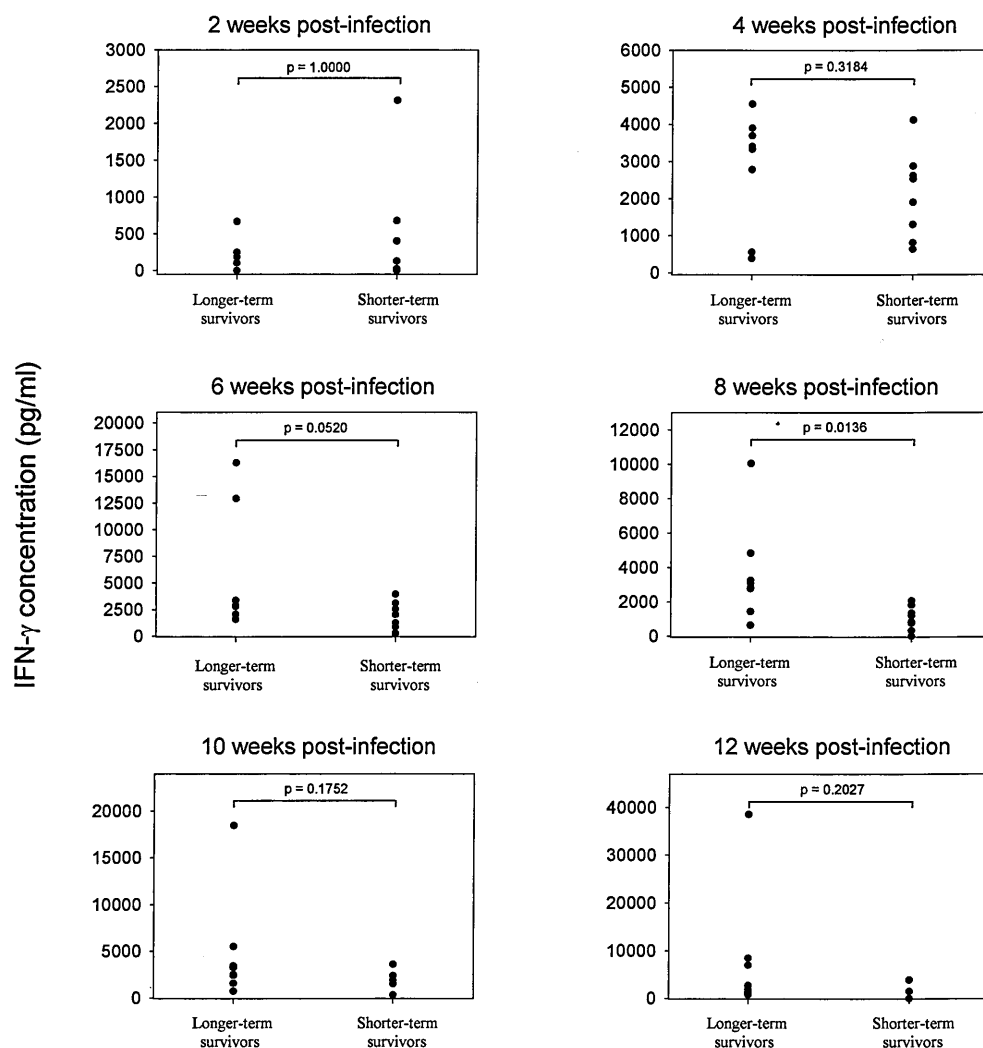 IFN-γ concentration (pg/ml)
2 weeks post-infection
3000
2500
2000
1500
1000
500
0
p = 1.0000
Longer-term
survivors
Shorter-term
survivors
4 weeks post-infection
6000
5000
4000
3000
2000
1000
0
p = 0.3184
Longer-term
survivors
Shorter-term
survivors
6 weeks post-infection
20000
17500
15000
12500
10000
7500
5000
2500
0
p = 0.0520
Longer-term
survivors
Shorter-term
survivors
8 weeks post-infection
12000
10000
8000
6000
4000
2000
0
p = 0.0136
Longer-term
survivors
Shorter-term
survivors
10 weeks post-infection
20000
15000
10000
5000
0
p = 0.1752
Longer-term
survivors
Shorter-term
survivors
12 weeks post-infection
40000
30000
20000
10000
0
p = 0.2027
Longer-term
survivors
Shorter-term
survivors